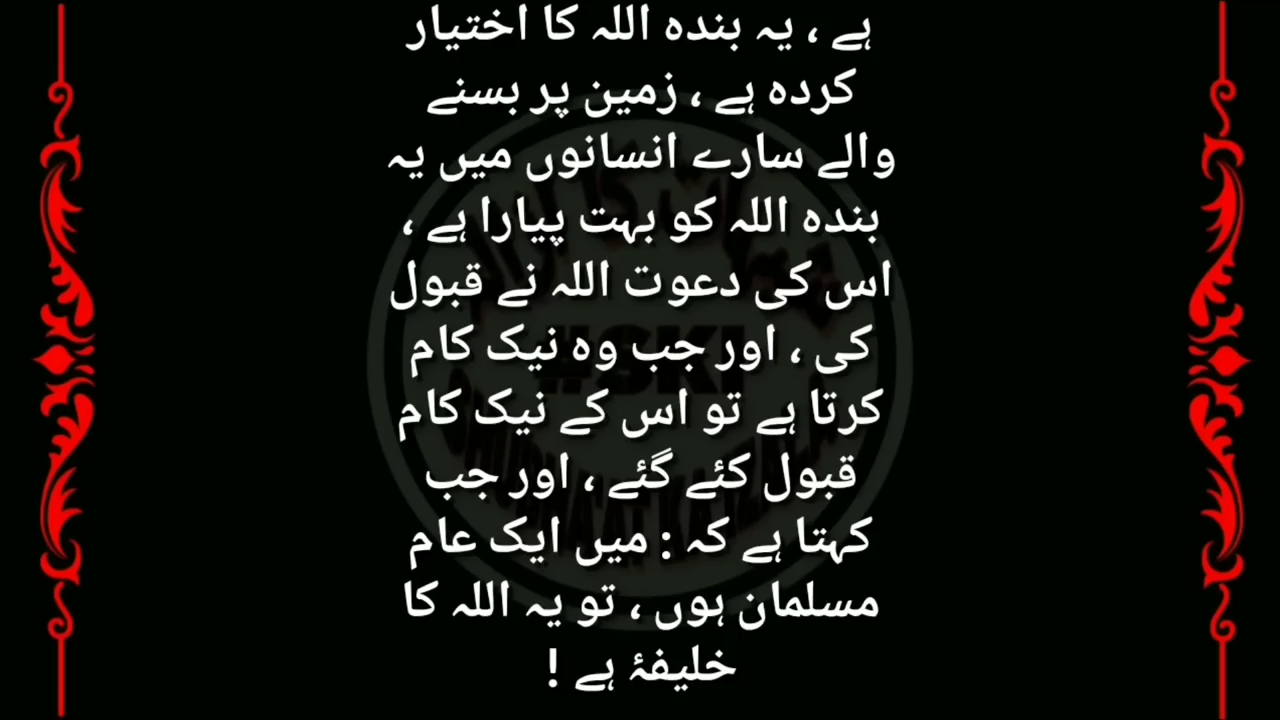 ہے ، یہ بندہ اللہ کا اختیار
کردہ ہے ، زمین پر بسنے
والے سارے انسانوں میں یہ
بندہ اللہ کو بہت پیارا ہے ،
اس کی دعوت اللہ نے قبول
کی ، اور جب وہ نیک کام
کرتا ہے تو اس کے نیک کام
قبول کئے گئے ، اور جب
کہتا ہے کہ : میں ایک عام
مسلمان ہوں ، تو یہ اللہ کا
خلیفۂ ہے !
#SKI